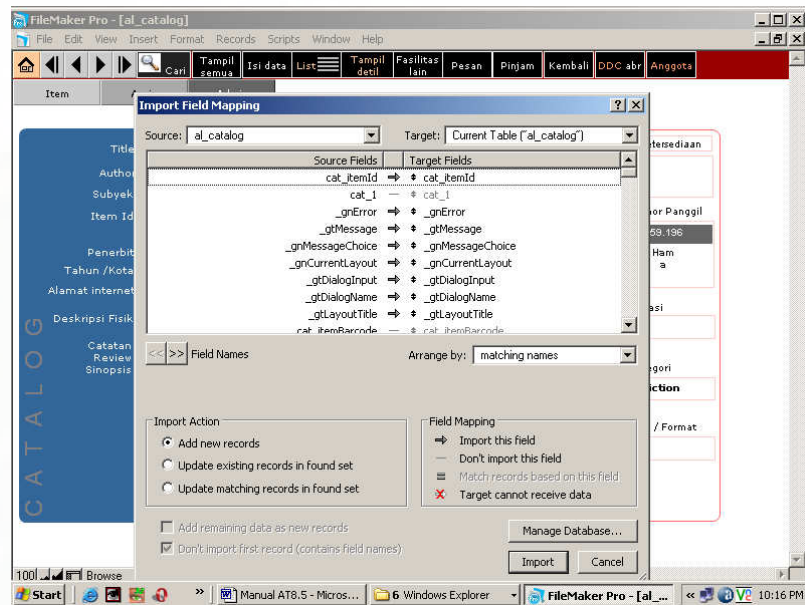 FileMaker Pro - [al_catalog]
File Edit View Insert Format Records Scripts Window Help
Cari
Tampil semua
Isi data
List
Tampil detil
Fasilitas lain
Pesan
Pinjam
Kembali
DDC abr
Anggota
Item
Import Field Mapping
Source: al_catalog
Target: Current Table ("al_catalog")
Source Fields Target Fields
cat_itemId cat_itemId
cat_1 cat_1
_gnError _gnError
_gtMessage _gtMessage
_gnMessageChoice _gnMessageChoice
_gnCurrentLayout _gnCurrentLayout
_gtDialogInput _gtDialogInput
_gtDialogName _gtDialogName
_gtLayoutTitle _gtLayoutTitle
cat_itemBarcode cat_itemBarcode
<< >> Field Names
Arrange by: matching names
Import Action
Add new records
Update existing records in found set
Update matching records in found set
Add remaining data as new records
Don't import first record (contains field names)
Field Mapping
Import this field
Don't import this field
Match records based on this field
Target cannot receive data
Manage Database...
Import
Cancel
CATALOG
Title
Author
Subyek
Item Id
Penerbit
Tahun /Kota
Alamat internet
Deskripsi Fisik
Catatan
Review
Sinopsis
etersediaan
or Panggil
59.196
Ham
a
asi
egori
iction
/ Format
100
Browse
Start
»
Manual AT8.5 - Micros...
6 Windows Explorer
FileMaker Pro - [al_...
«
10:16 PM